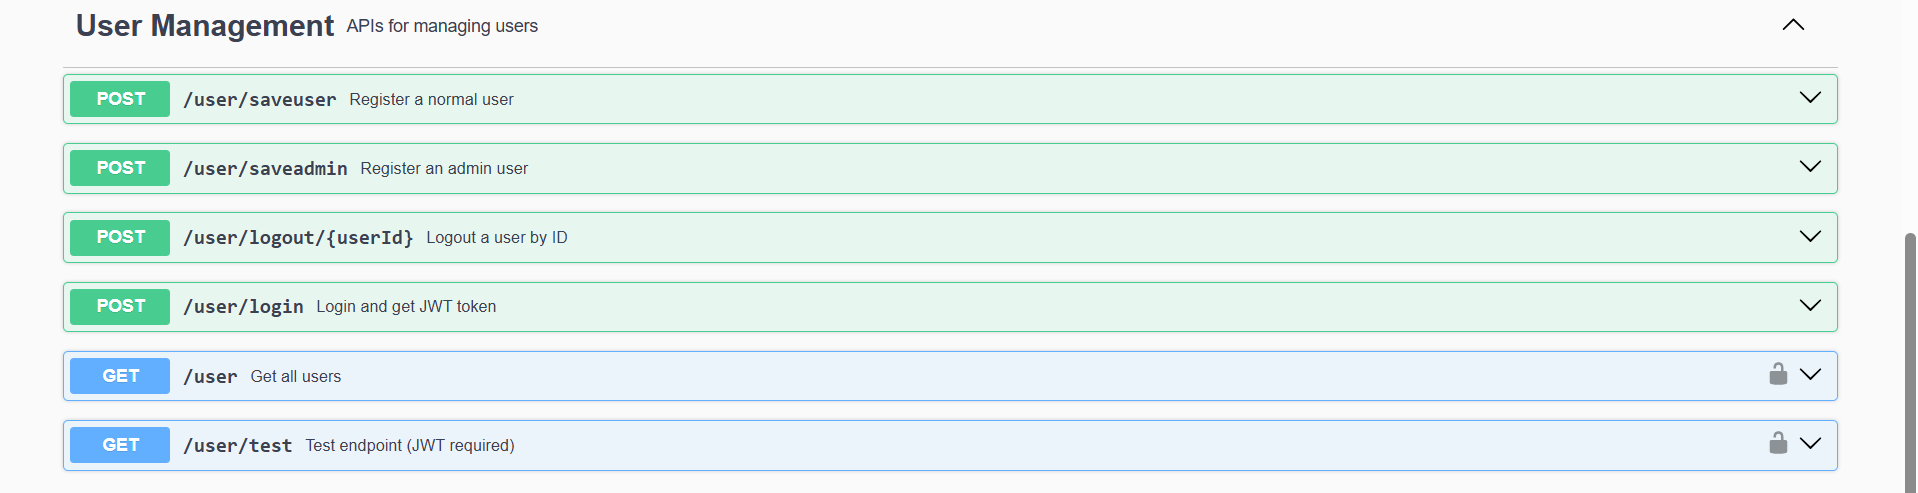 User Management APIs for managing users
POST /user/saveuser Register a normal user
POST /user/saveadmin Register an admin user
POST /user/logout/{userId} Logout a user by ID
POST /user/login Login and get JWT token
GET /user Get all users
GET /user/test Test endpoint (JWT required)